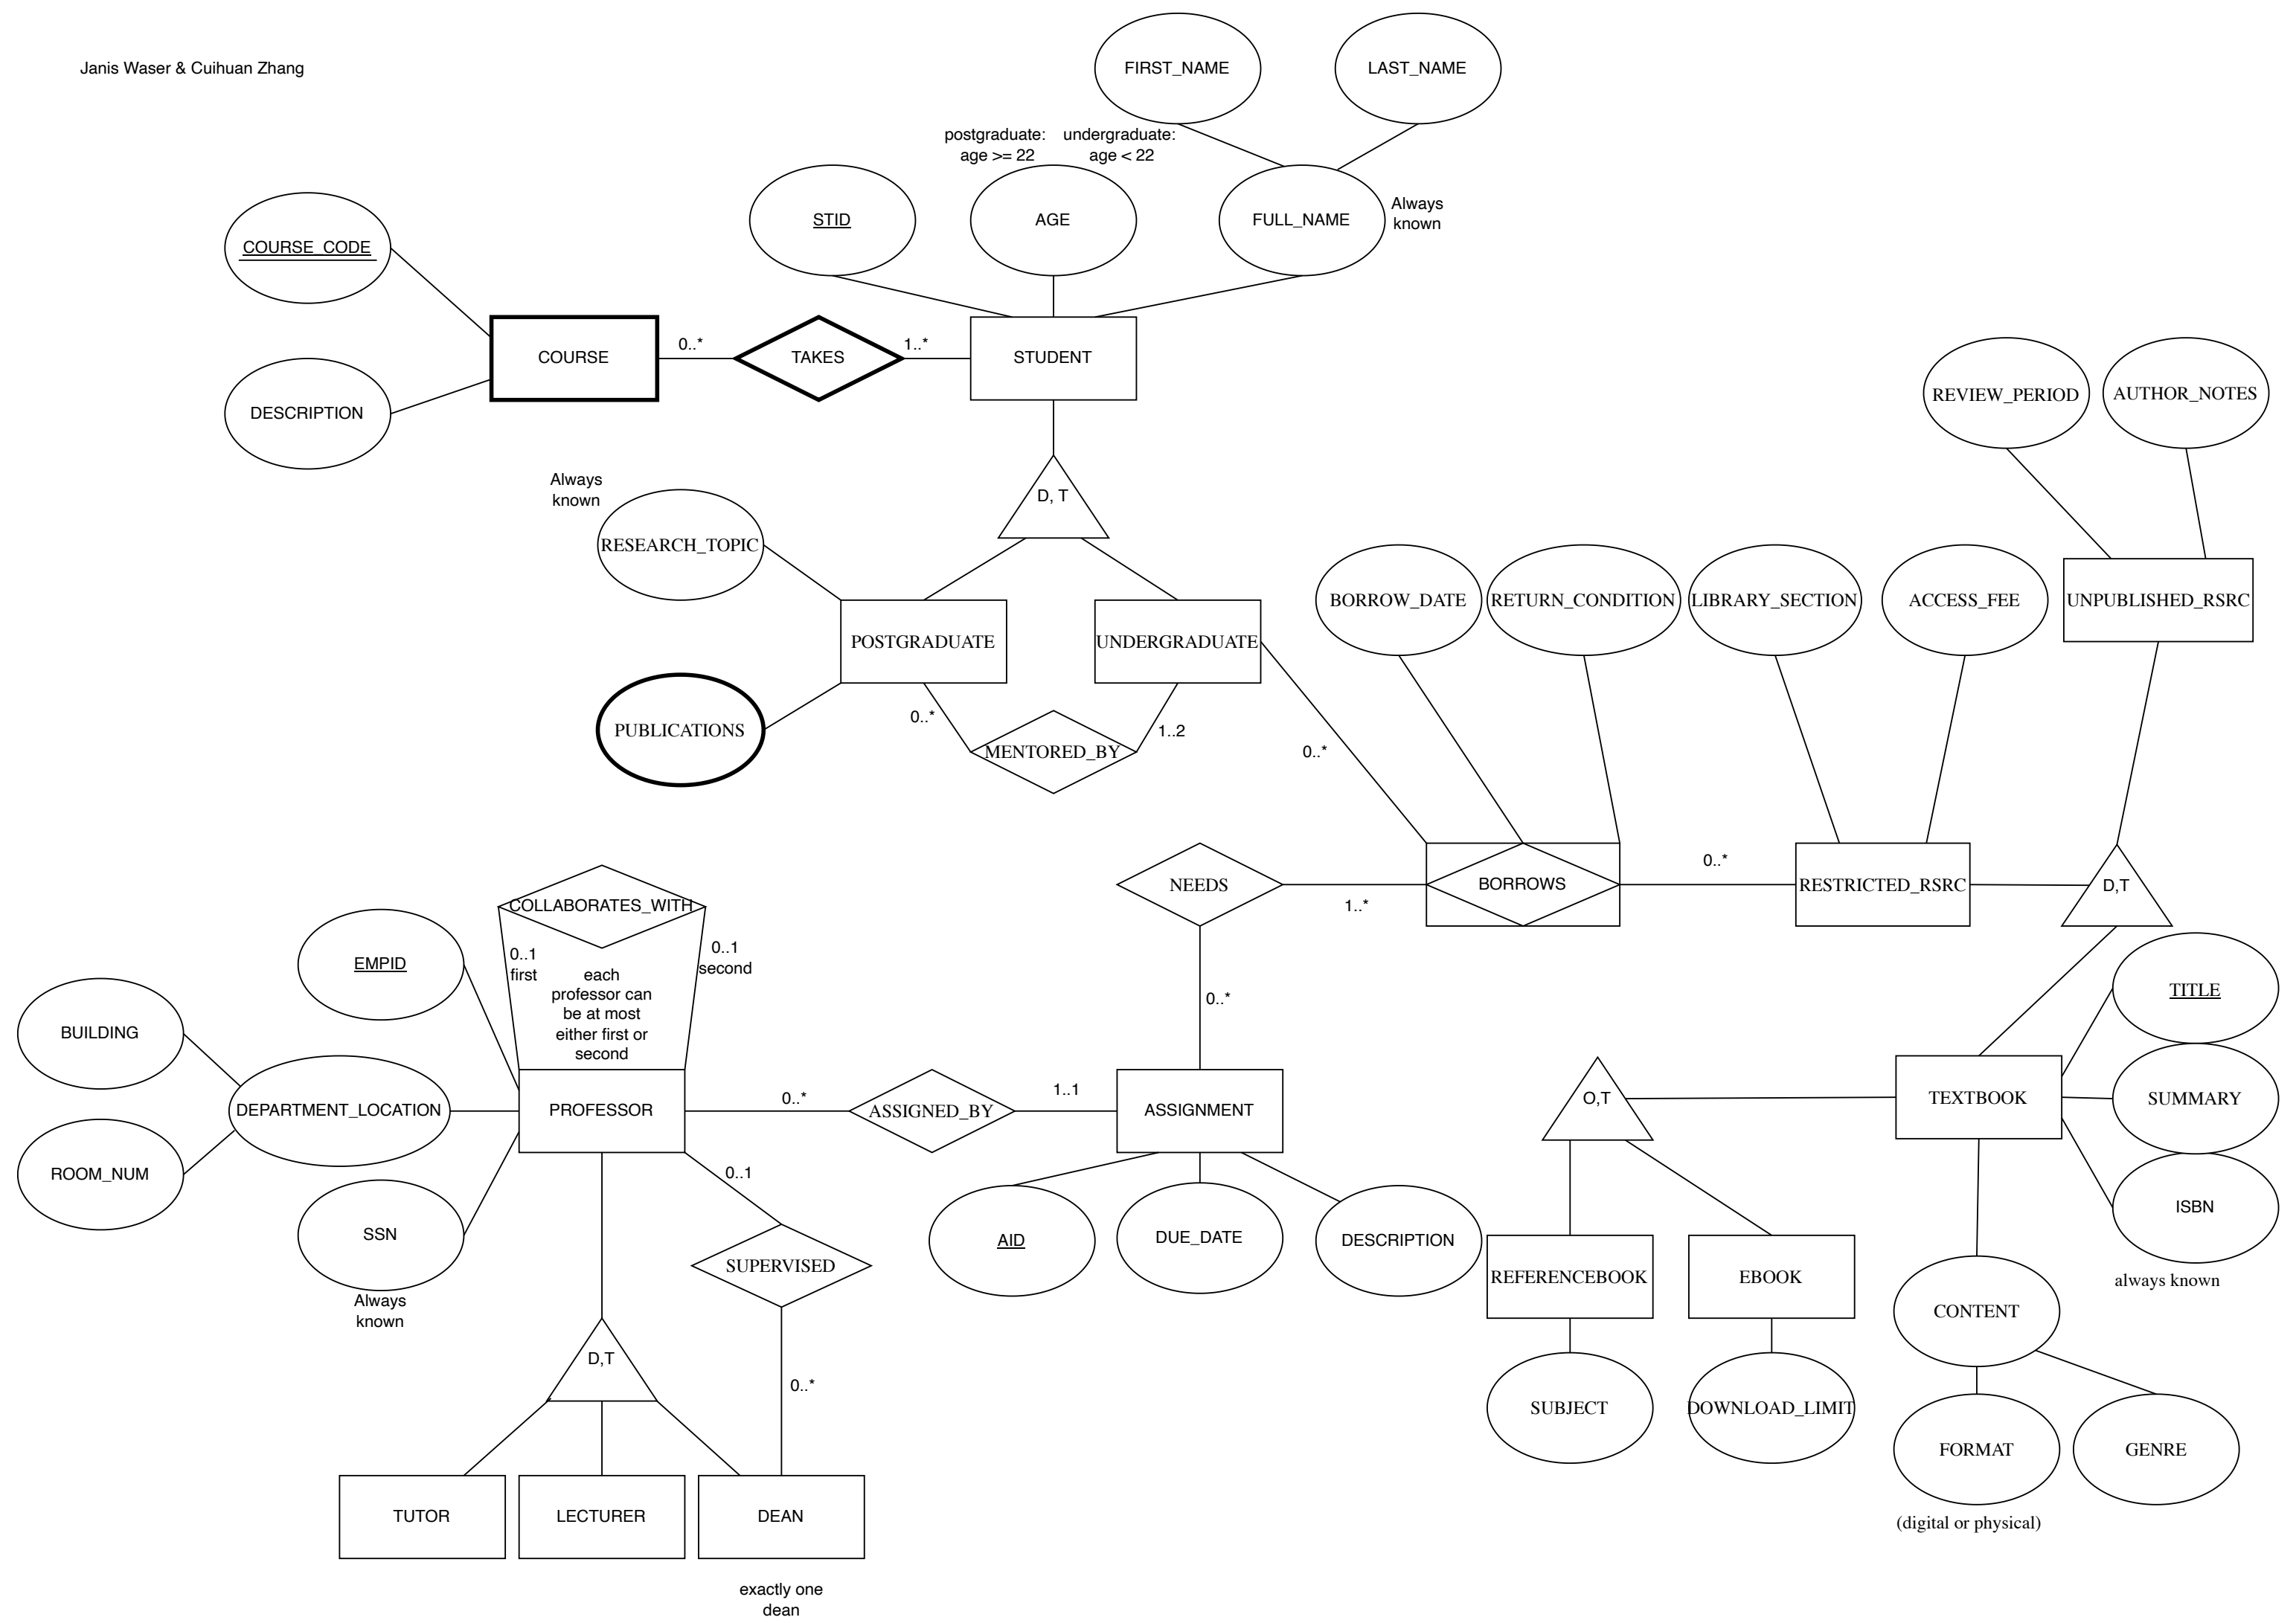 Janis Waser & Cuihuan Zhang
FIRST_NAME
LAST_NAME
postgraduate:
age >= 22
undergraduate:
age < 22
STID
AGE
FULL_NAME
Always
known
COURSE_CODE
DESCRIPTION
COURSE
0..*
TAKES
1..*
STUDENT
REVIEW_PERIOD
AUTHOR_NOTES
Always
known
D, T
RESEARCH_TOPIC
BORROW_DATE
RETURN_CONDITION
LIBRARY_SECTION
ACCESS_FEE
UNPUBLISHED_RSRC
POSTGRADUATE
UNDERGRADUATE
PUBLICATIONS
0..*
MENTORED_BY
1..2
0..*
NEEDS
1..*
BORROWS
0..*
RESTRICTED_RSRC
D,T
COLLABORATES_WITH
0..1
first
0..1
second
each
professor can
be at most
either first or
second
EMPID
BUILDING
DEPARTMENT_LOCATION
ROOM_NUM
SSN
Always
known
PROFESSOR
0..*
ASSIGNED_BY
1..1
ASSIGNMENT
0..*
O,T
TEXTBOOK
TITLE
SUMMARY
ISBN
always known
0..1
SUPERVISED
AID
DUE_DATE
DESCRIPTION
REFERENCEBOOK
EBOOK
CONTENT
D,T
0..*
SUBJECT
DOWNLOAD_LIMIT
FORMAT
GENRE
(digital or physical)
TUTOR
LECTURER
DEAN
exactly one
dean